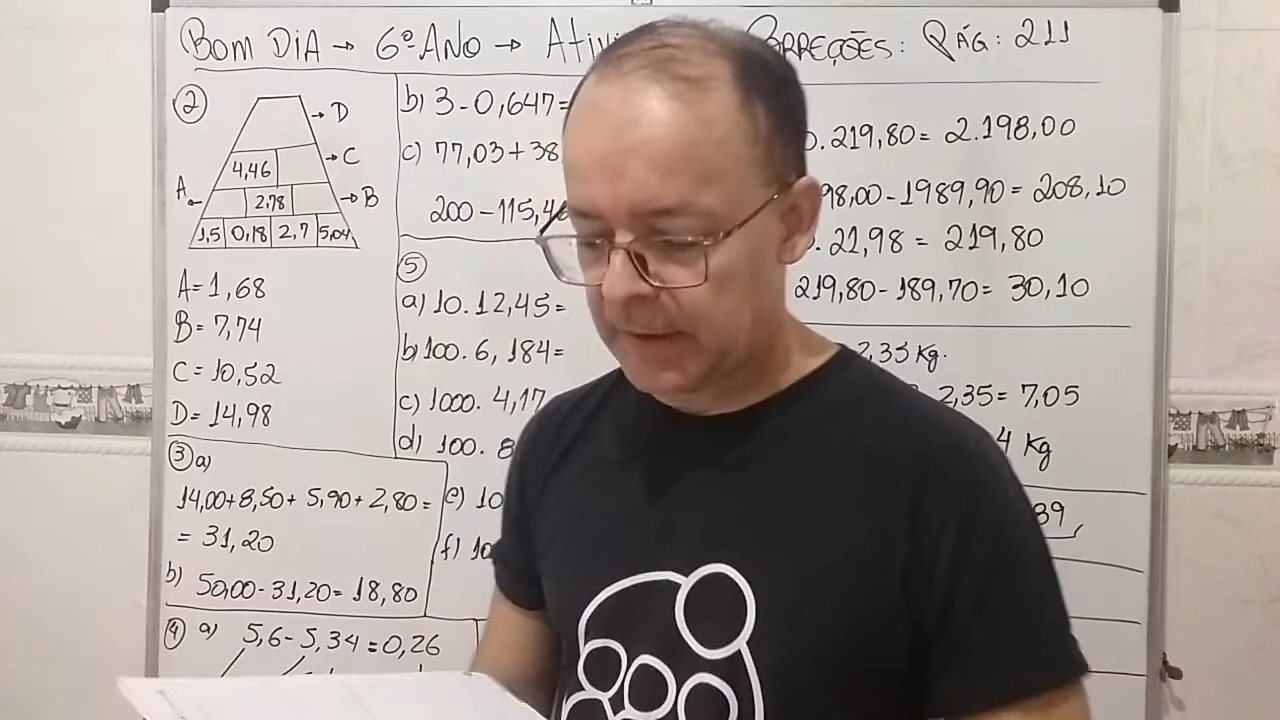 BOM DIA → 6º ANO → CORREÇÕES: PÁG: 211
②
→ D
4,46 → C
A← 2,78 → B
1,5 0,18 2,7 5,04
A= 1,68
B= 7,74
C= 10,52
D= 14,98
③ a)
14,00+8,50+ 5,90+2,80=
= 31,20
b) 50,00-31,20= 18,80
④ a) 5,6- 5,34 = 0,26
b) 3-0,647=
c) 77,03+38
200-115,4
⑤
a) 10. 12,45=
b) 100. 6, 184=
c) 1000. 4,17
d) 100. 8
e) 10
f) 10
. 219,80= 2.198,00
98,00-1989,90= 208,10
. 21,98 = 219,80
219,80-189,70= 30,10
2,35 Kg.
2,35= 7,05
4 Kg
89,